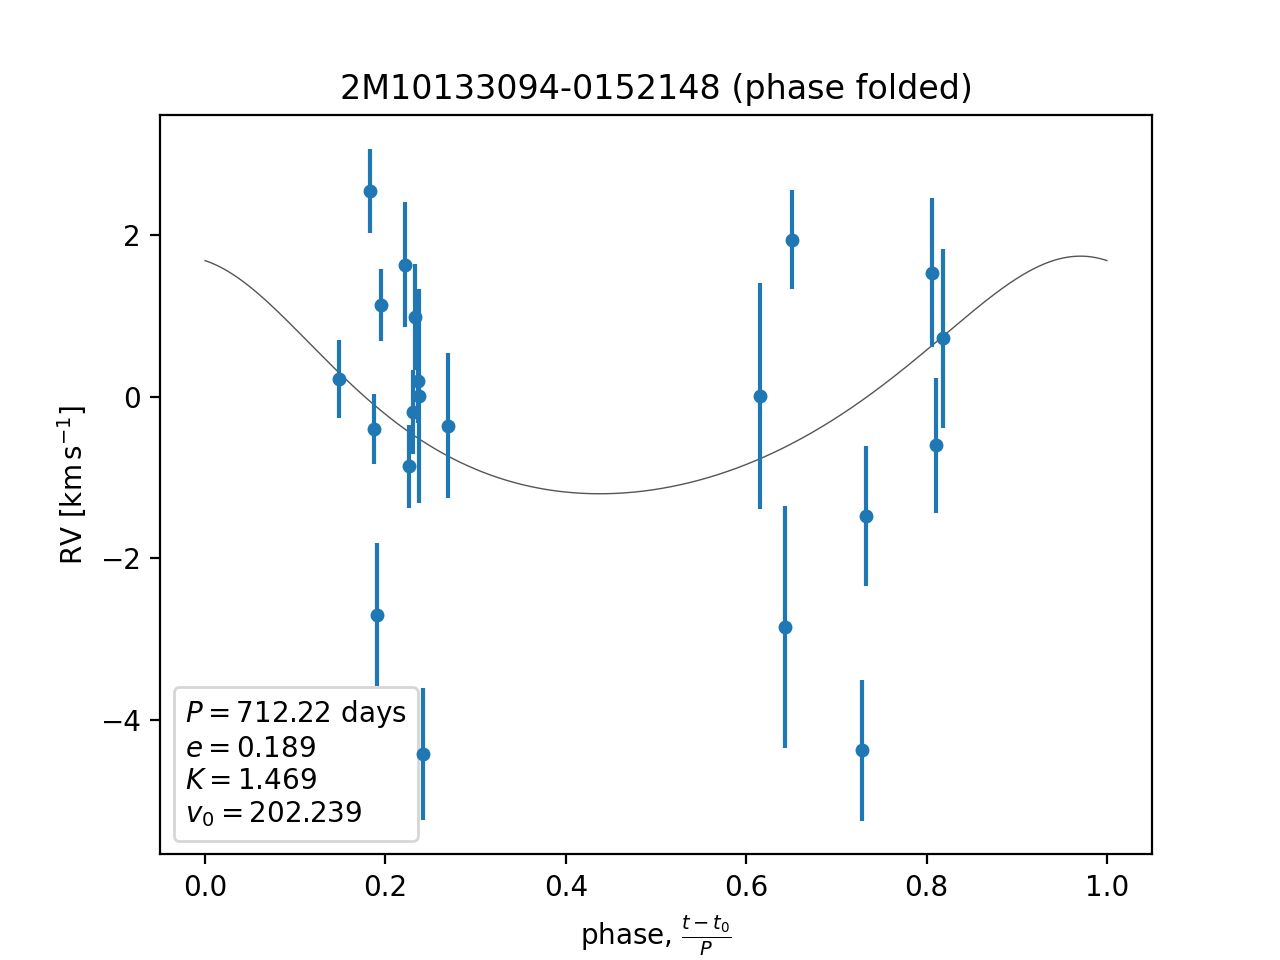 2M10133094-0152148 (phase folded)
RV [km s⁻¹]
2
0
−2
−4
P = 712.22 days
e = 0.189
K = 1.469
v₀ = 202.239
0.0 0.2 0.4 0.6 0.8 1.0
phase, (t − t₀)/P